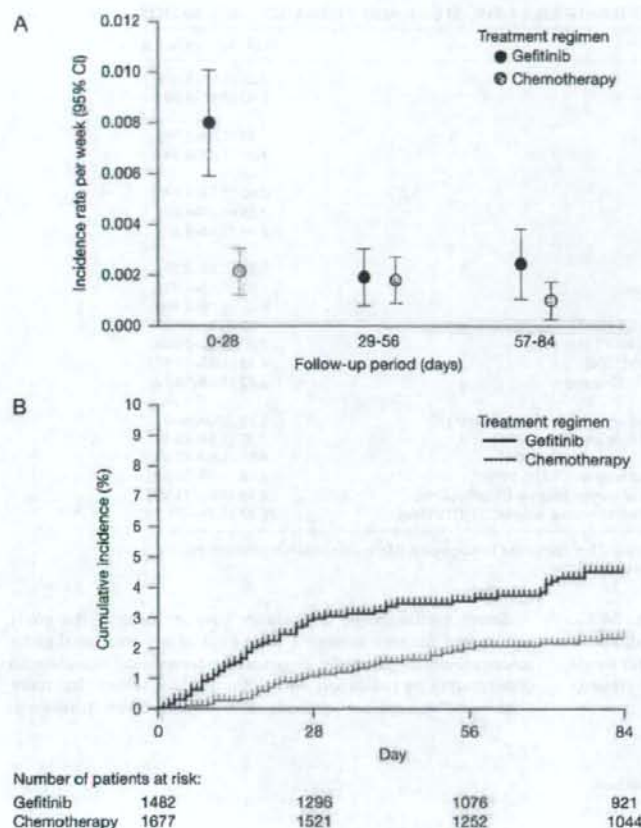 A
0.012
0.010
0.008
0.006
0.004
0.002
0.000
Incidence rate per week (95% CI)
Treatment regimen
Gefitinib
Chemotherapy
0-28
29-56
57-84
Follow-up period (days)
B
10
9
8
7
6
5
4
3
2
1
0
Cumulative incidence (%)
Treatment regimen
Gefitinib
Chemotherapy
0
28
56
84
Day
Number of patients at risk:
Gefitinib 1482 1296 1076 921
Chemotherapy 1677 1521 1252 1044